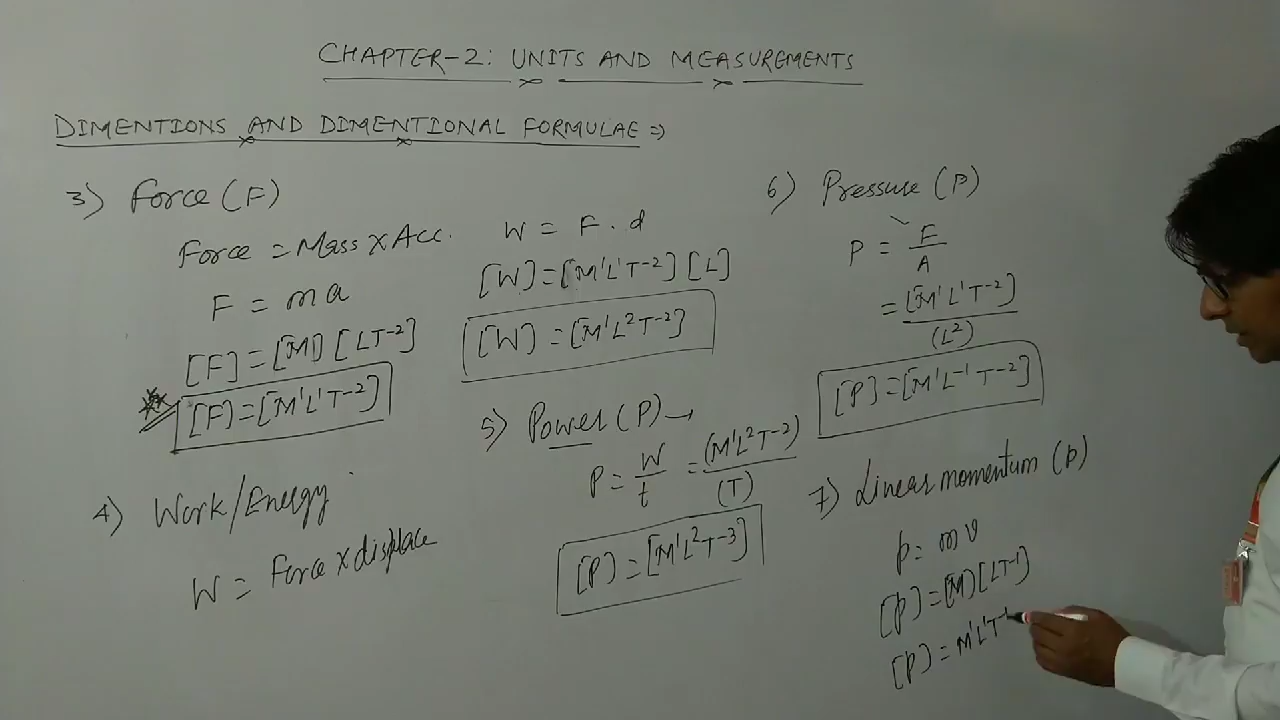 CHAPTER-2: UNITS AND MEASUREMENTS
DIMENTIONS AND DIMENTIONAL FORMULAE ⇒
3) Force (F)
Force = Mass × Acc.
F = ma
[F] = [M] [LT⁻²]
[F] = [M¹L¹T⁻²]
4) Work/Energy
W = Force × displace
W = F . d
[W] = [M¹L¹T⁻²] [L]
[W] = [M¹L²T⁻²]
5) Power (P) →
P = W/t = (M¹L²T⁻²)/(T)
[P] = [M¹L²T⁻³]
6) Pressure (P)
P = F/A
= [M¹L¹T⁻²]/(L²)
[P] = [M¹L⁻¹T⁻²]
7) Linear momentum (p)
p = mv
[p] = [M] [LT⁻¹]
[p] = M¹L¹T⁻¹